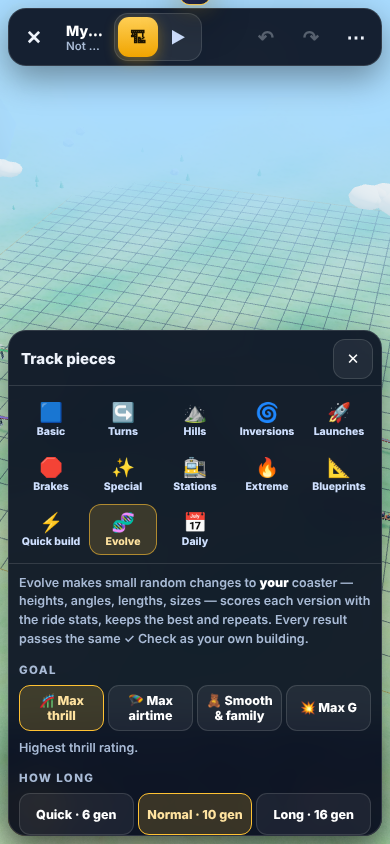 My...
Not ...
Track pieces
Basic
Turns
Hills
Inversions
Launches
Brakes
Special
Stations
Extreme
Blueprints
Quick build
Evolve
Daily
Evolve makes small random changes to your coaster —
heights, angles, lengths, sizes — scores each version with
the ride stats, keeps the best and repeats. Every result
passes the same ✓ Check as your own building.
GOAL
Max
thrill
Max
airtime
Smooth
& family
Max G
Highest thrill rating.
HOW LONG
Quick · 6 gen
Normal · 10 gen
Long · 16 gen